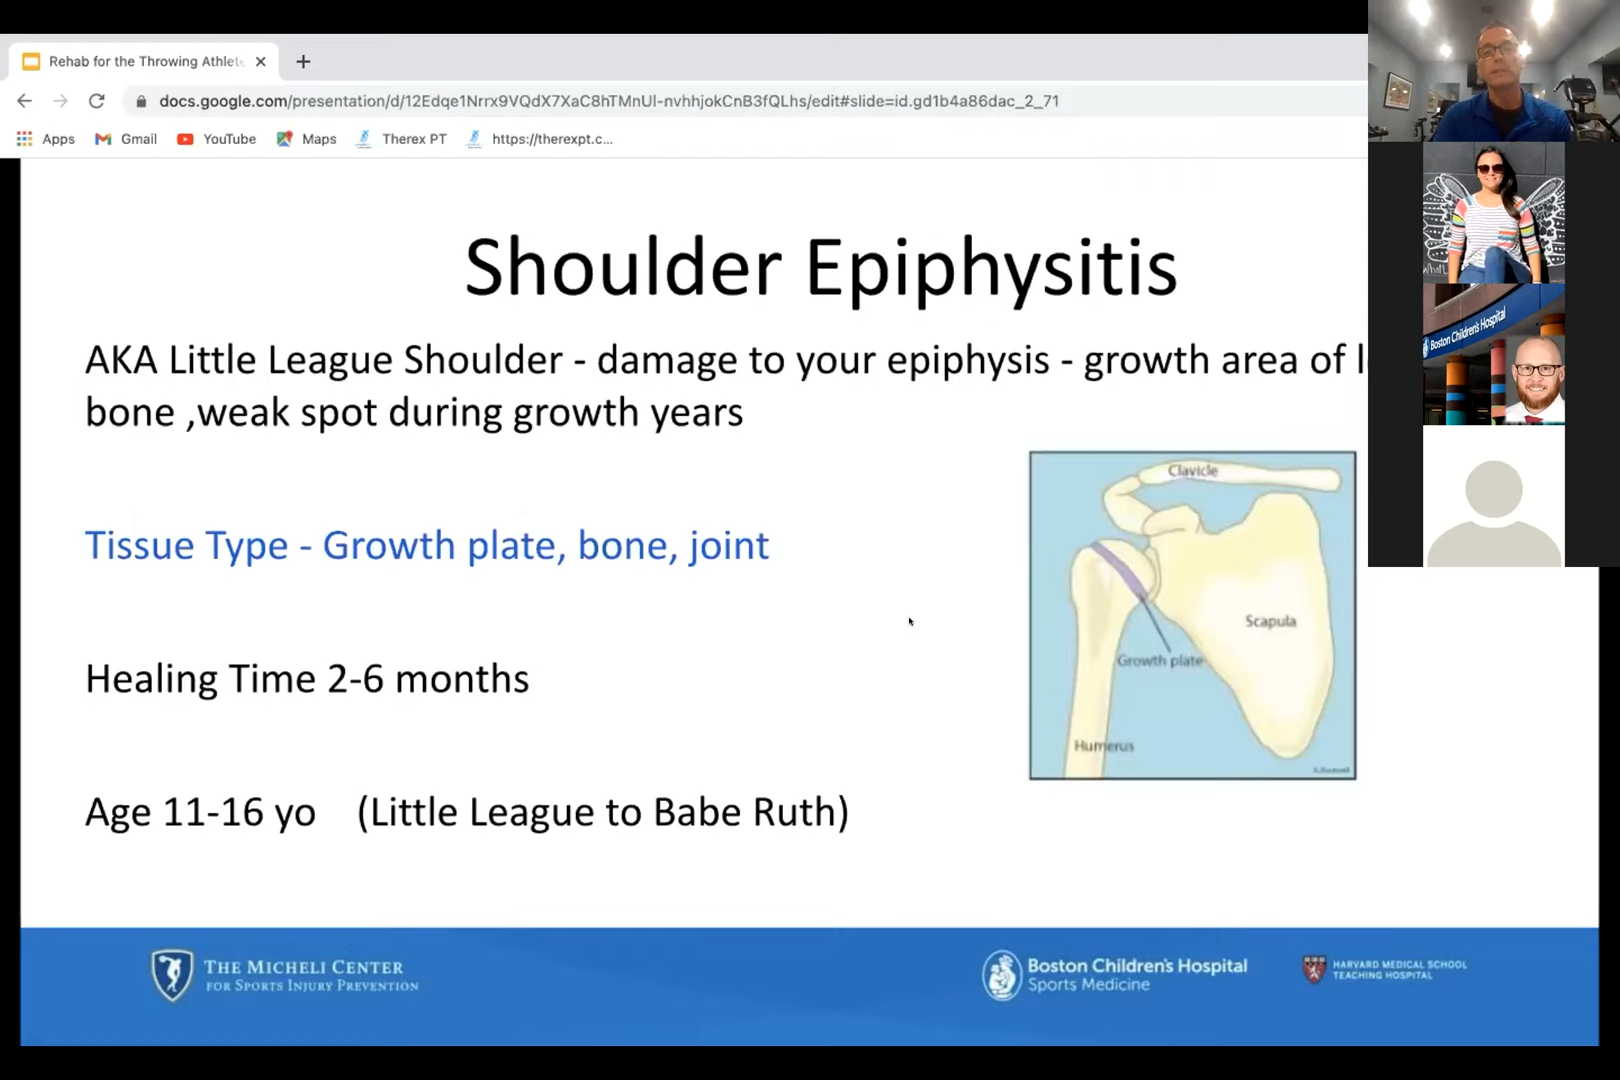 Rehab for the Throwing Athlet
docs.google.com/presentation/d/12Edqe1Nrrx9VQdX7XaC8hTMnUl-nvhhjokCnB3fQLhs/edit#slide=id.gd1b4a86dac_2_71
Apps Gmail YouTube Maps Therex PT https://therexpt.c...
Shoulder Epiphysitis
AKA Little League Shoulder - damage to your epiphysis - growth area of
bone ,weak spot during growth years
Tissue Type - Growth plate, bone, joint
Healing Time 2-6 months
Age 11-16 yo (Little League to Babe Ruth)
Clavicle
Scapula
Growth plate
Humerus
Boston Children's Hospital
THE MICHELI CENTER
FOR SPORTS INJURY PREVENTION
Boston Children's Hospital
Sports Medicine
HARVARD MEDICAL SCHOOL
TEACHING HOSPITAL